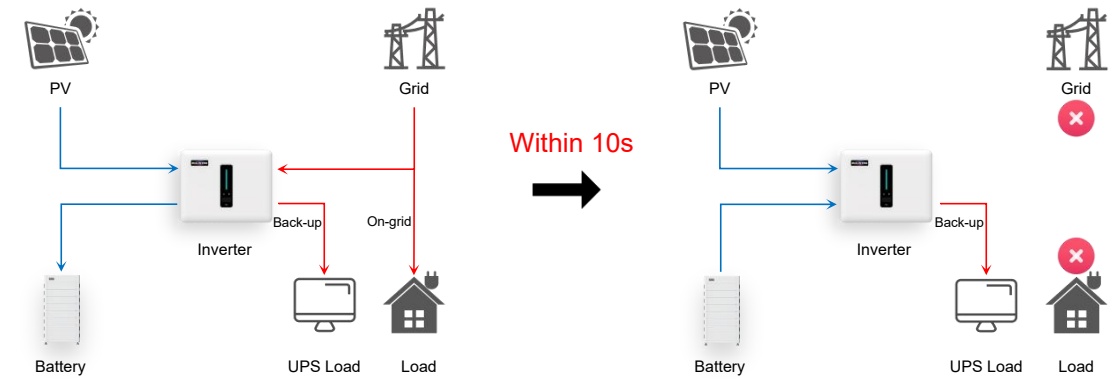 PV
Grid
Inverter
Back-up
On-grid
Battery
UPS Load
Load
Within 10s
PV
Grid
Inverter
Back-up
Battery
UPS Load
Load